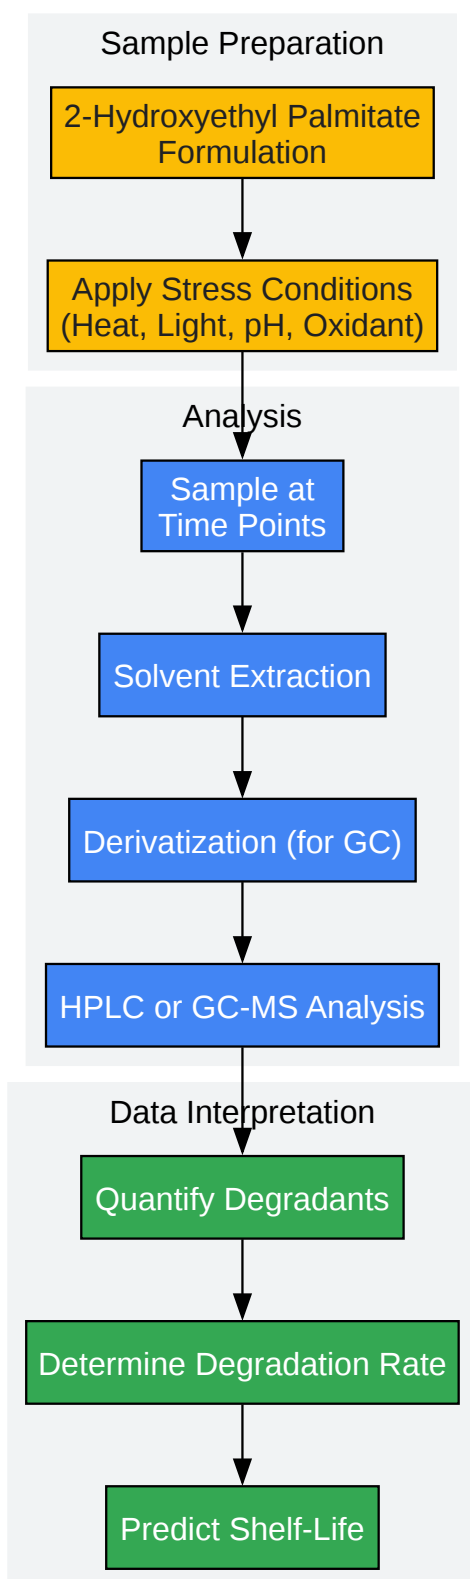 Sample Preparation
2-Hydroxyethyl Palmitate
Formulation
Apply Stress Conditions
(Heat, Light, pH, Oxidant)
Analysis
Sample at
Time Points
Solvent Extraction
Derivatization (for GC)
HPLC or GC-MS Analysis
Data Interpretation
Quantify Degradants
Determine Degradation Rate
Predict Shelf-Life